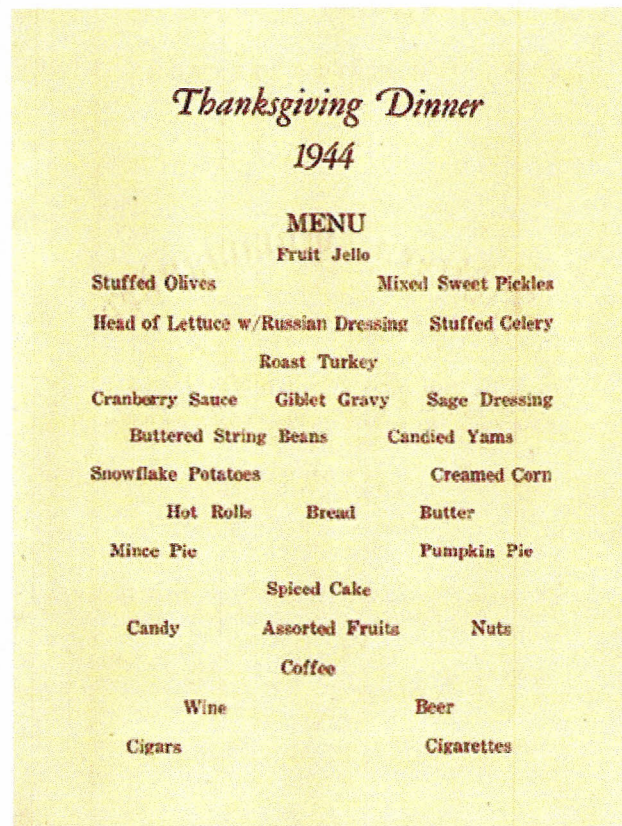 Thanksgiving Dinner
1944
MENU
Fruit Jello
Stuffed Olives Mixed Sweet Pickles
Head of Lettuce w/Russian Dressing Stuffed Celery
Roast Turkey
Cranberry Sauce Giblet Gravy Sage Dressing
Buttered String Beans Candied Yams
Snowflake Potatoes Creamed Corn
Hot Rolls Bread Butter
Mince Pie Pumpkin Pie
Spiced Cake
Candy Assorted Fruits Nuts
Coffee
Wine Beer
Cigars Cigarettes